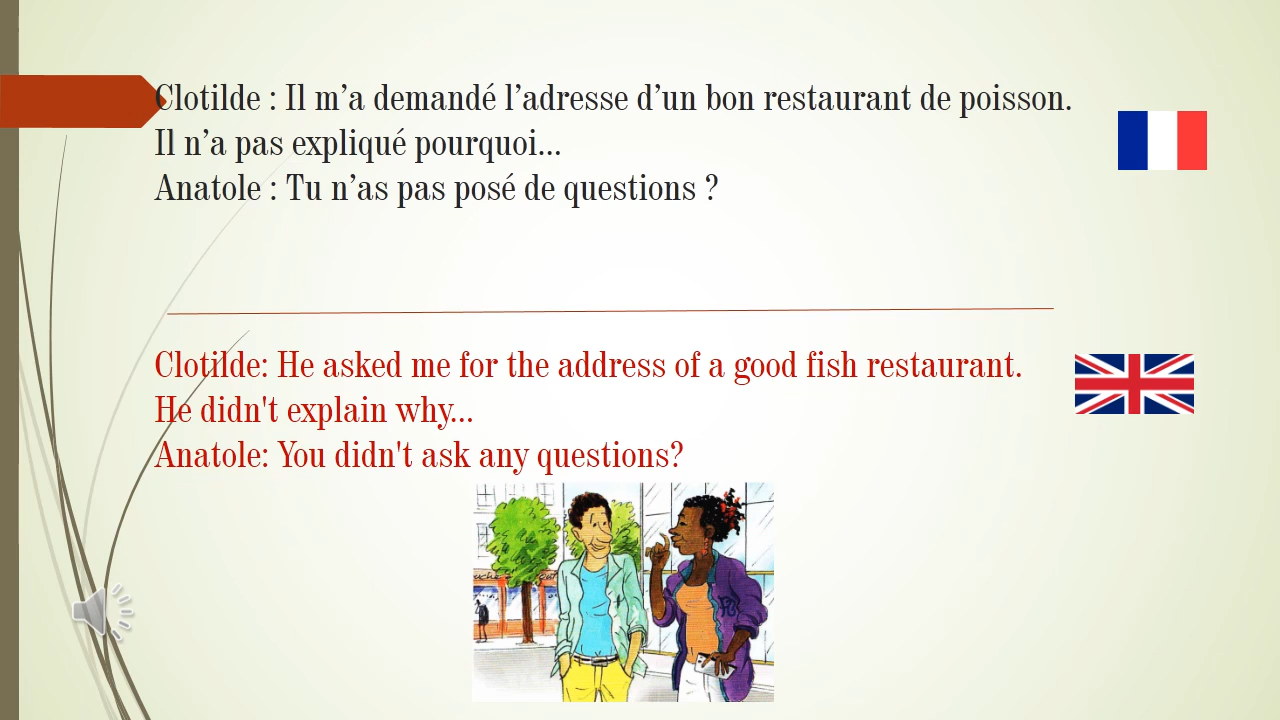 Clotilde : Il m’a demandé l’adresse d’un bon restaurant de poisson.
Il n’a pas expliqué pourquoi...
Anatole : Tu n’as pas posé de questions ?
Clotilde: He asked me for the address of a good fish restaurant.
He didn't explain why...
Anatole: You didn't ask any questions?